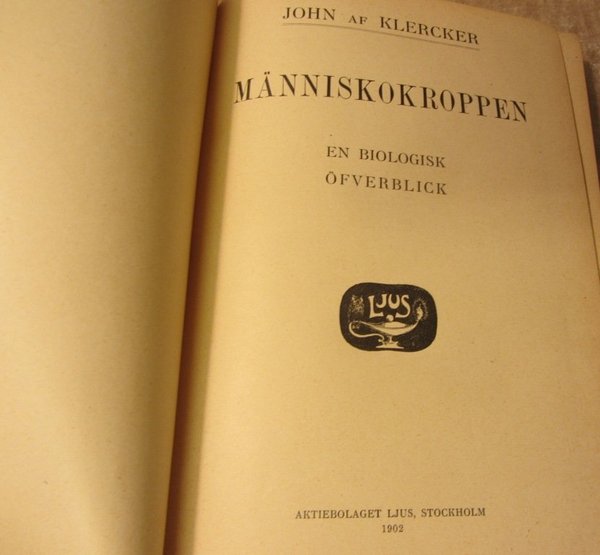 JOHN AF KLERCKER
MÄNNISKOKROPPEN
EN BIOLOGISK
ÖFVERBLICK
LJUS
AKTIEBOLAGET LJUS, STOCKHOLM
1902